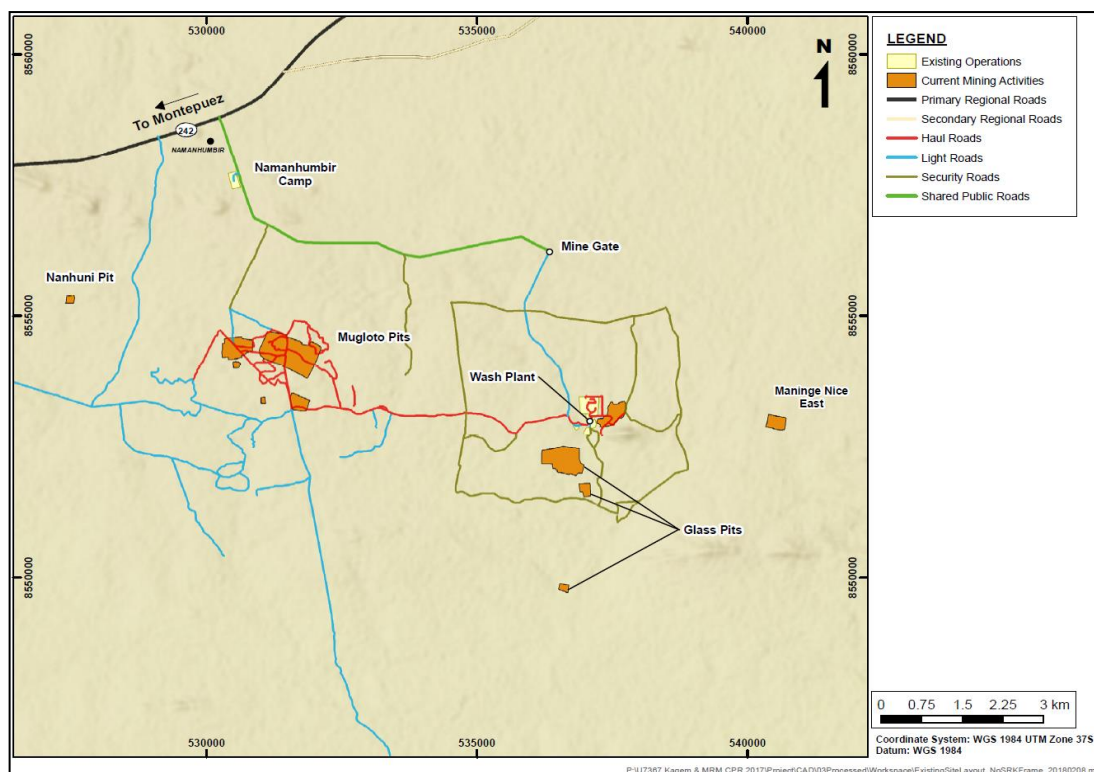 530000
535000
540000
8560000
8560000
N
To Montepuez
242
NAMANHUMBIR
Namanhumbir
Camp
Mine Gate
Nanhuni Pit
8555000
8555000
Mugloto Pits
Wash Plant
Maninge Nice
East
Glass Pits
8550000
8550000
530000
535000
540000
LEGEND
Existing Operations
Current Mining Activities
Primary Regional Roads
Secondary Regional Roads
Haul Roads
Light Roads
Security Roads
Shared Public Roads
0 0.75 1.5 2.25 3 km
Coordinate System: WGS 1984 UTM Zone 37S
Datum: WGS 1984